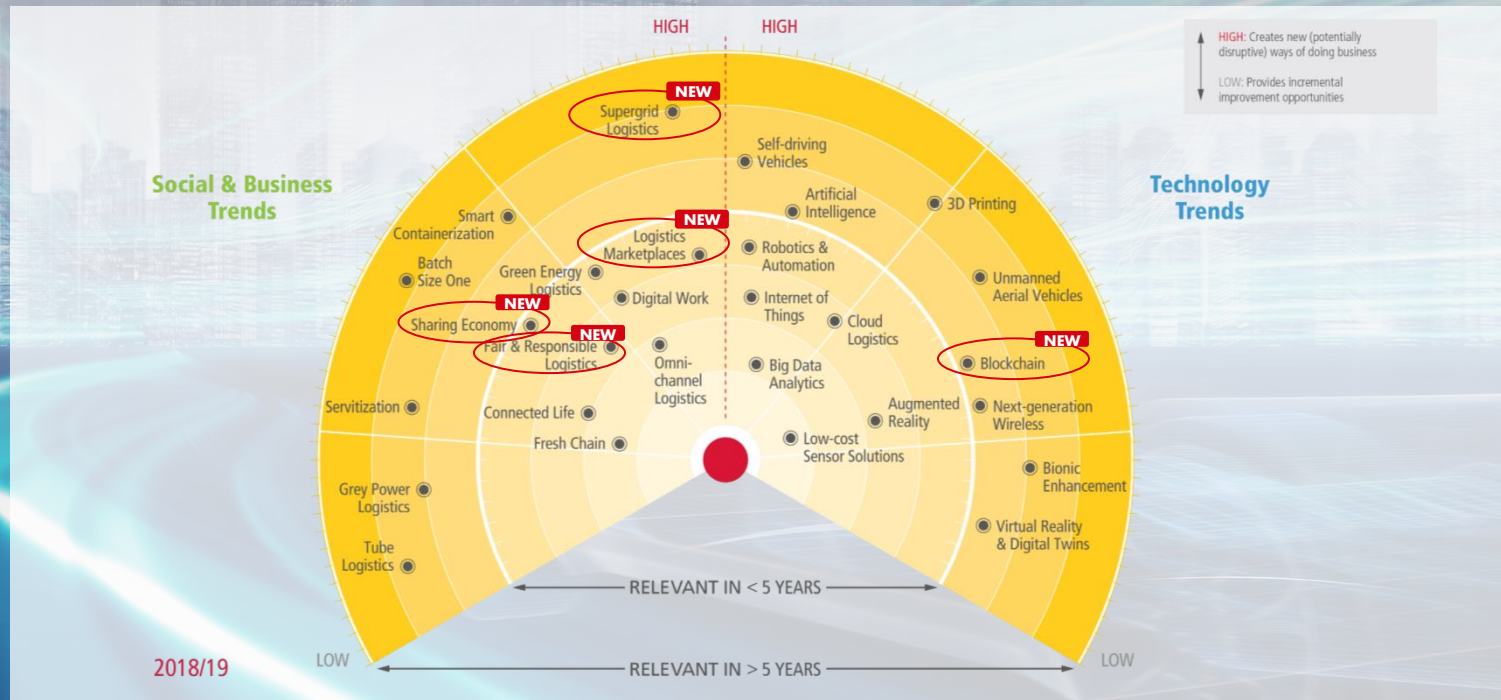 HIGH
HIGH
HIGH: Creates new (potentially
disruptive) ways of doing business
LOW: Provides incremental
improvement opportunities
Social & Business
Trends
Technology
Trends
NEW
Supergrid
Logistics
Self-driving
Vehicles
Artificial
Intelligence
3D Printing
Smart
Containerization
NEW
Logistics
Marketplaces
Robotics &
Automation
Batch
Size One
Green Energy
Logistics
Digital Work
Internet of
Things
Unmanned
Aerial Vehicles
NEW
Sharing Economy
NEW
Fair & Responsible
Logistics
Cloud
Logistics
NEW
Blockchain
Omni-
channel
Logistics
Big Data
Analytics
Servitization
Connected Life
Augmented
Reality
Next-generation
Wireless
Fresh Chain
Low-cost
Sensor Solutions
Grey Power
Logistics
Bionic
Enhancement
Tube
Logistics
Virtual Reality
& Digital Twins
RELEVANT IN < 5 YEARS
2018/19
LOW
RELEVANT IN > 5 YEARS
LOW